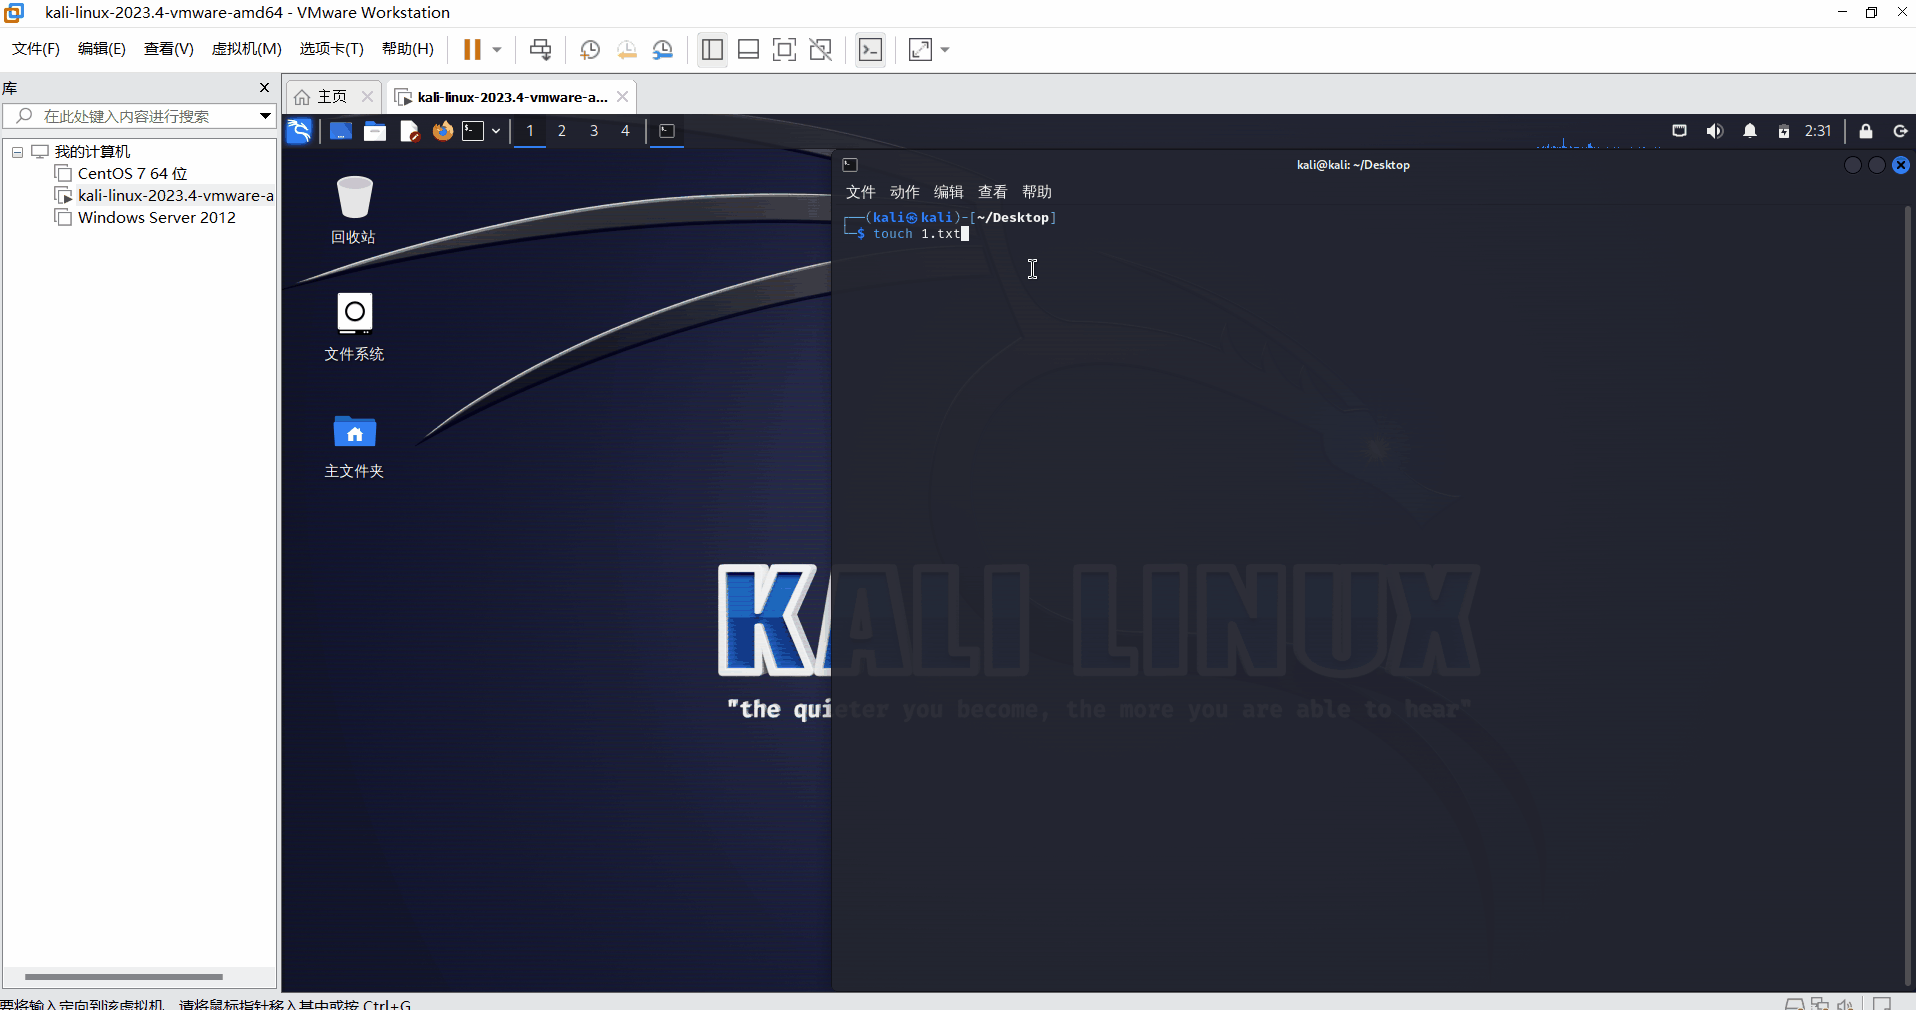 kali-linux-2023.4-vmware-amd64 - VMware Workstation
文件(F) 编辑(E) 查看(V) 虚拟机(M) 选项卡(T) 帮助(H)
库
在此处键入内容进行搜索
我的计算机
CentOS 7 64 位
kali-linux-2023.4-vmware-a
Windows Server 2012
主页
kali-linux-2023.4-vmware-a...
1 2 3 4
2:31
回收站
文件系统
主文件夹
kali@kali: ~/Desktop
文件 动作 编辑 查看 帮助
┌──(kali㉿kali)-[~/Desktop]
└─$ touch 1.txt
KALI LINUX
"the quieter you become, the more you are able to hear"
要将输入定向到该虚拟机，请将鼠标指针移入其中或按 Ctrl+G